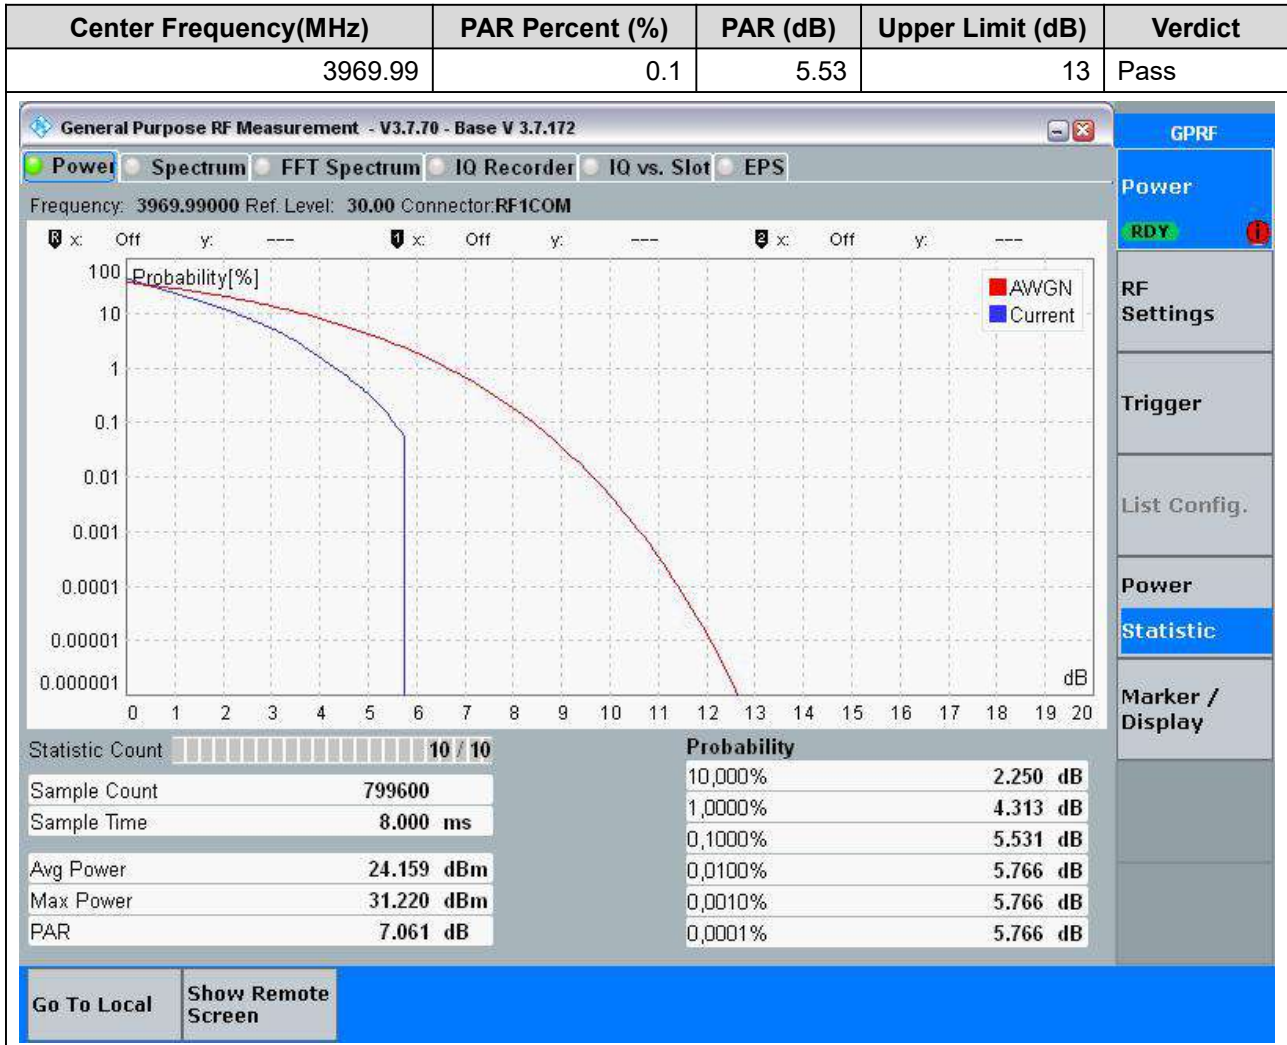 Center Frequency(MHz) PAR Percent (%) PAR (dB) Upper Limit (dB) Verdict
3969.99 0.1 5.53 13 Pass
General Purpose RF Measurement - V3.7.70 - Base V 3.7.172
GPRF
Power Spectrum FFT Spectrum IQ Recorder IQ vs. Slot EPS
Power
RDY
Frequency: 3969.99000 Ref. Level: 30.00 Connector:RF1COM
R x: Off y: --- 1 x: Off y: --- 2 x: Off y: ---
Probability[%]
AWGN
Current
100
10
1
0.1
0.01
0.001
0.0001
0.00001
0.000001
dB
0 1 2 3 4 5 6 7 8 9 10 11 12 13 14 15 16 17 18 19 20
RF
Settings
Trigger
List Config.
Power
Statistic
Marker /
Display
Statistic Count 10 / 10
Sample Count 799600
Sample Time 8.000 ms
Avg Power 24.159 dBm
Max Power 31.220 dBm
PAR 7.061 dB
Probability
10,000% 2.250 dB
1,0000% 4.313 dB
0,1000% 5.531 dB
0,0100% 5.766 dB
0,0010% 5.766 dB
0,0001% 5.766 dB
Go To Local
Show Remote
Screen